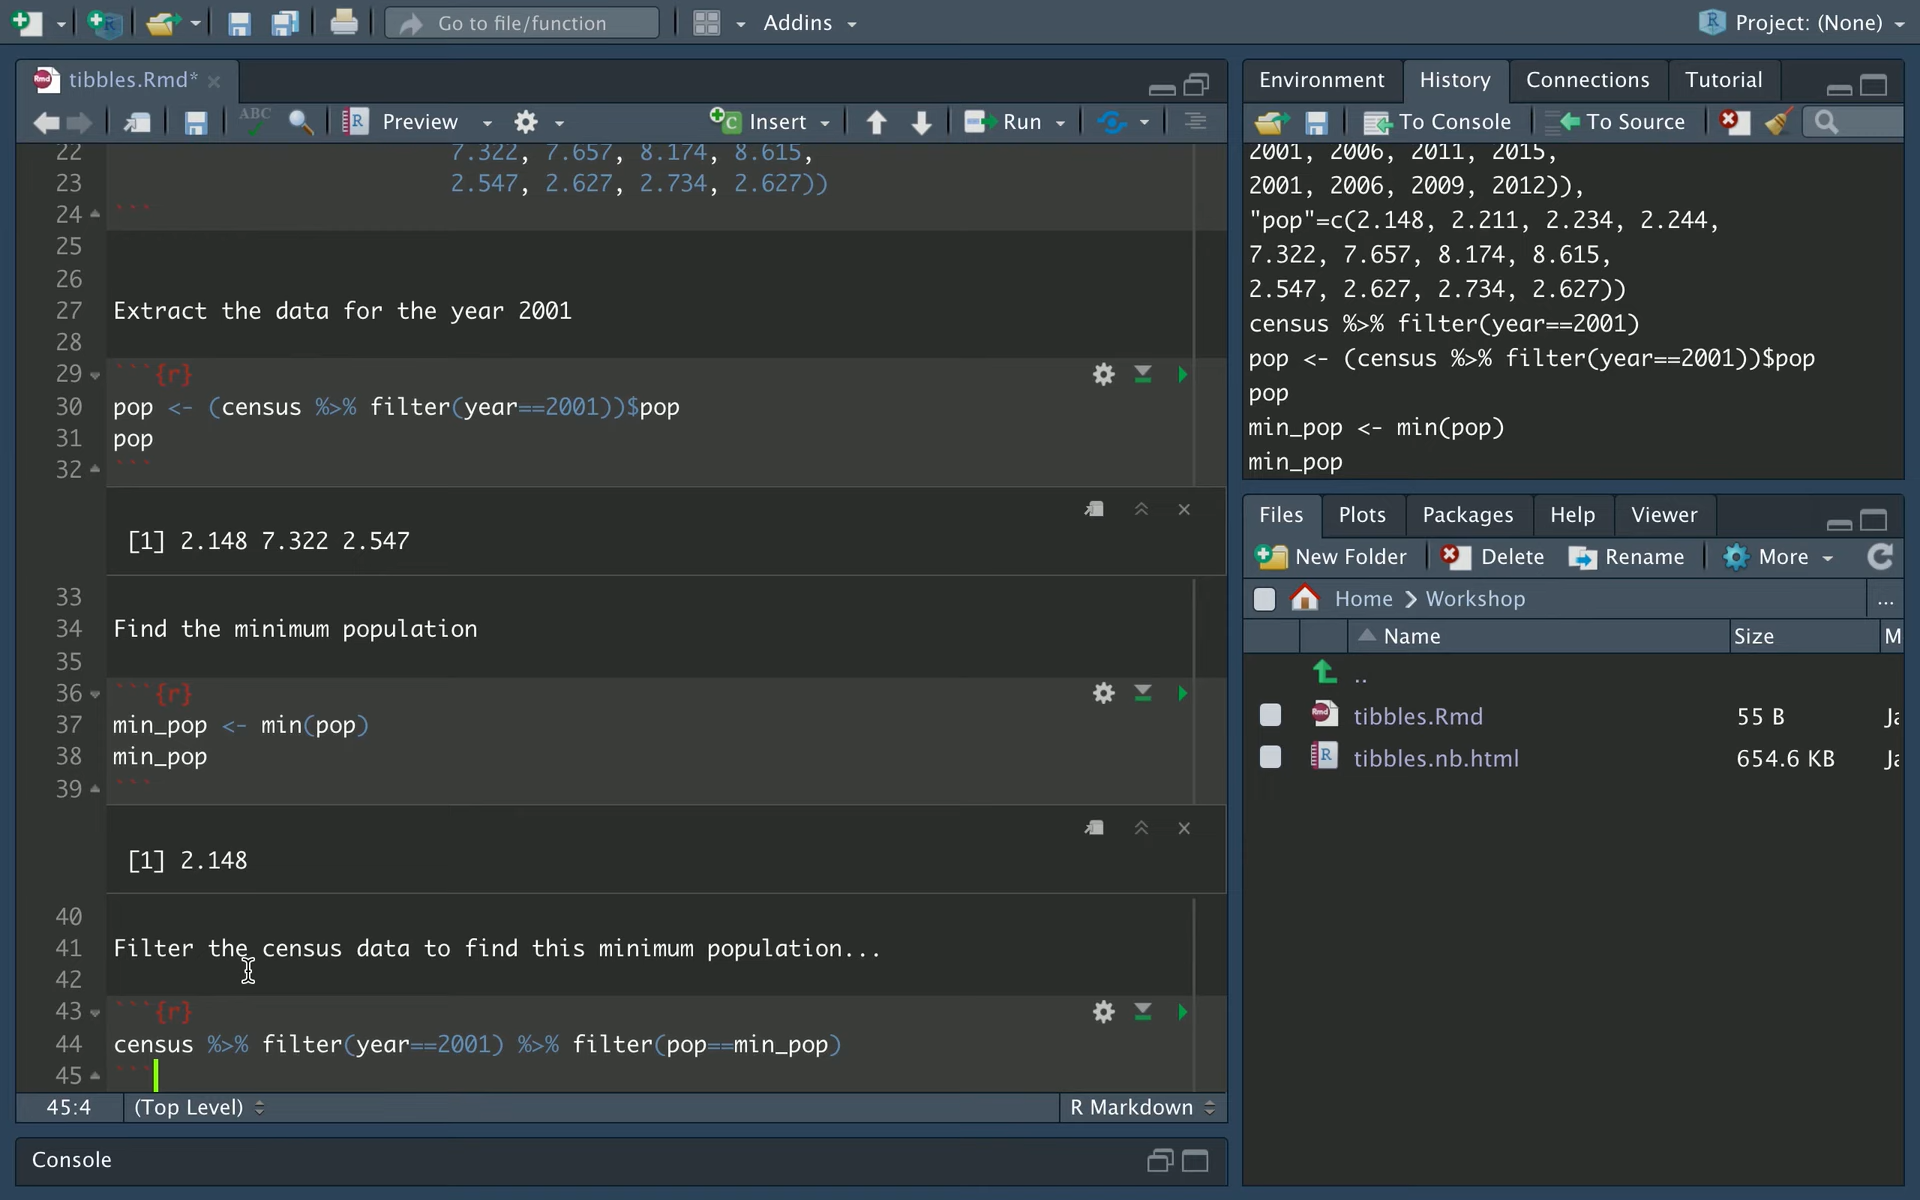 Go to file/function
Addins
Project: (None)
Rmd
tibbles.Rmd*
ABC
Preview
Insert
Run
22 7.322, 7.657, 8.174, 8.615,
23 2.547, 2.627, 2.734, 2.627))
24 ```
25
26
27 Extract the data for the year 2001
28
29 ```{r}
30 pop <- (census %>% filter(year==2001))$pop
31 pop
32 ```
[1] 2.148 7.322 2.547
33
34 Find the minimum population
35
36 ```{r}
37 min_pop <- min(pop)
38 min_pop
39 ```
[1] 2.148
40
41 Filter the census data to find this minimum population...
42
43 ```{r}
44 census %>% filter(year==2001) %>% filter(pop==min_pop)
45 ```
45:4 (Top Level) R Markdown
Console
Environment History Connections Tutorial
To Console To Source
2001, 2006, 2011, 2015,
2001, 2006, 2009, 2012)),
"pop"=c(2.148, 2.211, 2.234, 2.244,
7.322, 7.657, 8.174, 8.615,
2.547, 2.627, 2.734, 2.627))
census %>% filter(year==2001)
pop <- (census %>% filter(year==2001))$pop
pop
min_pop <- min(pop)
min_pop
Files Plots Packages Help Viewer
New Folder Delete Rename More
Home Workshop ...
Name Size M
..
Rmd tibbles.Rmd 55 B Ja
R tibbles.nb.html 654.6 KB Ja